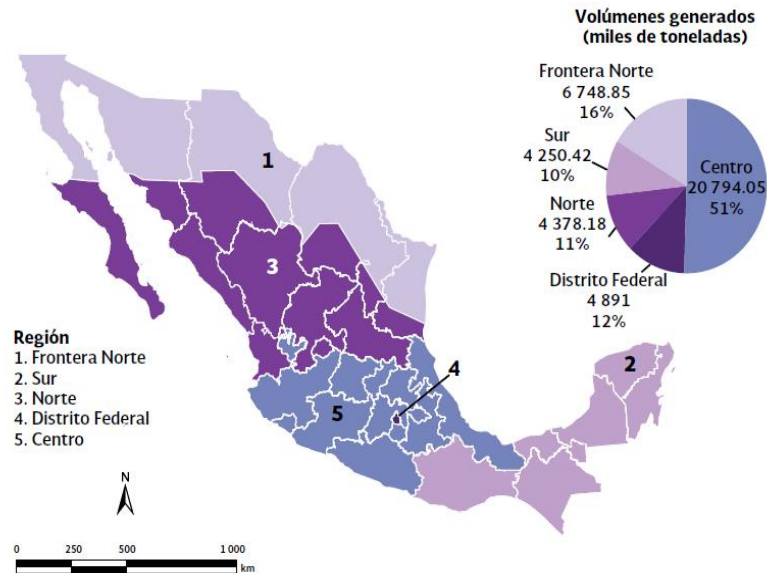 Volúmenes generados
(miles de toneladas)
Frontera Norte
6 748.85
16%
Sur
4 250.42
10%
Norte
4 378.18
11%
Distrito Federal
4 891
12%
Centro
20 794.05
51%
1
3
2
4
5
Región
1. Frontera Norte
2. Sur
3. Norte
4. Distrito Federal
5. Centro
N
0 250 500 1 000
km